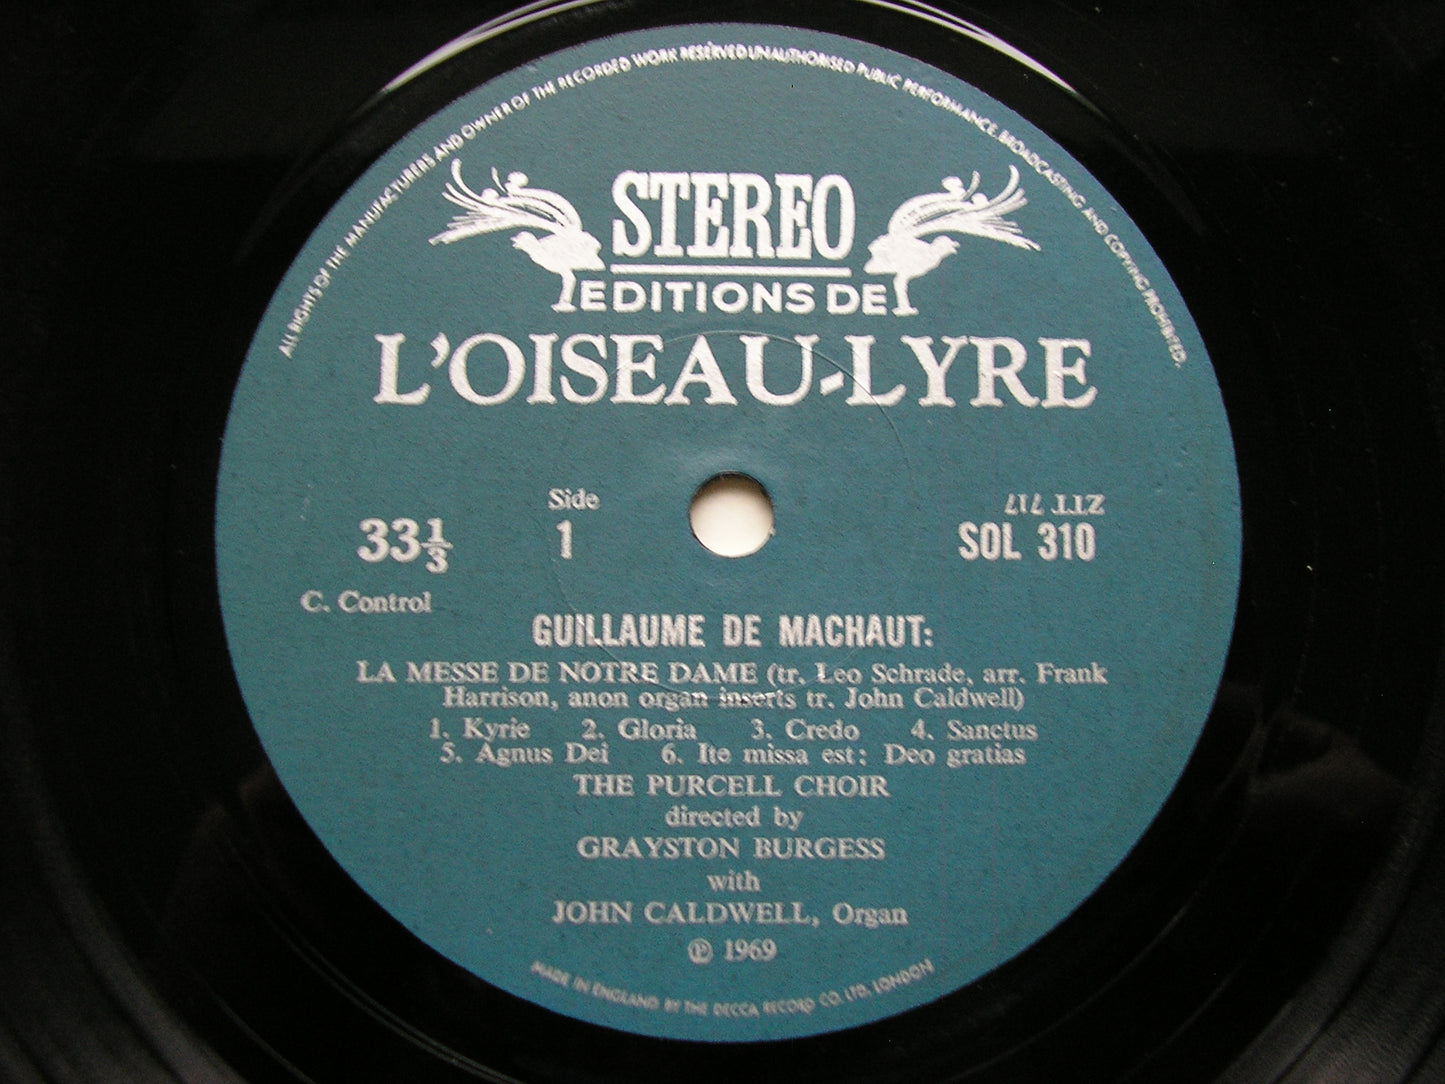 ALL RIGHTS OF THE MANUFACTURERS AND OWNER OF THE RECORDED WORK RESERVED UNAUTHORISED PUBLIC PERFORMANCE, BROADCASTING AND COPYING PROHIBITED.
STEREO
EDITIONS DE
L'OISEAU-LYRE
Side
1
33⅓
C. Control
ZTT 717
SOL 310
GUILLAUME DE MACHAUT:
LA MESSE DE NOTRE DAME (tr. Leo Schrade, arr. Frank
Harrison, anon organ inserts tr. John Caldwell)
1. Kyrie 2. Gloria 3. Credo 4. Sanctus
5. Agnus Dei 6. Ite missa est: Deo gratias
THE PURCELL CHOIR
directed by
GRAYSTON BURGESS
with
JOHN CALDWELL, Organ
℗ 1969
MADE IN ENGLAND BY THE DECCA RECORD CO. LTD, LONDON